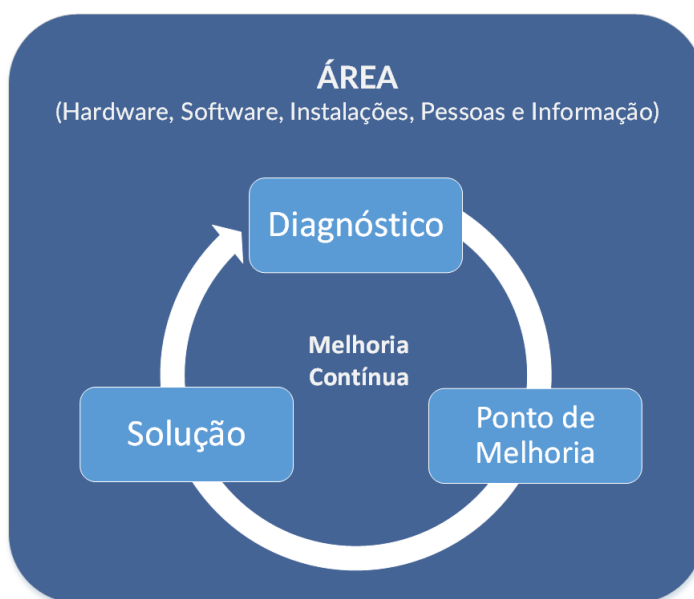 ÁREA
(Hardware, Software, Instalações, Pessoas e Informação)
Diagnóstico
Melhoria
Contínua
Solução
Ponto de
Melhoria